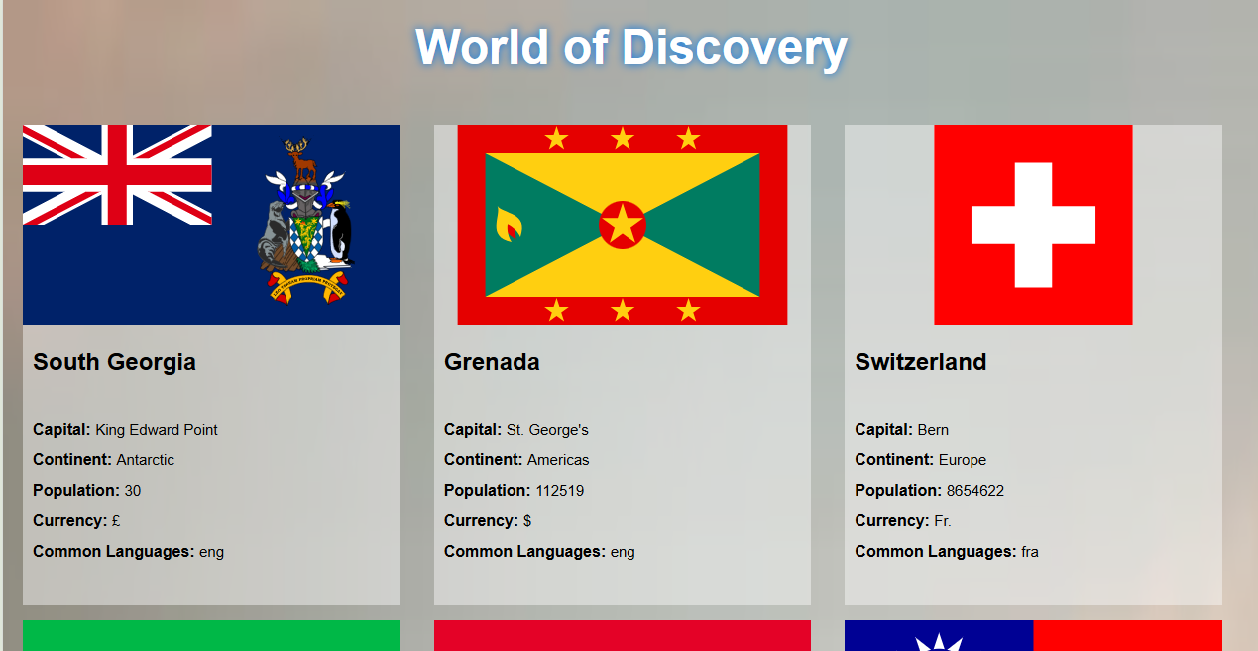 World of Discovery
South Georgia
Capital: King Edward Point
Continent: Antarctic
Population: 30
Currency: £
Common Languages: eng
Grenada
Capital: St. George's
Continent: Americas
Population: 112519
Currency: $
Common Languages: eng
Switzerland
Capital: Bern
Continent: Europe
Population: 8654622
Currency: Fr.
Common Languages: fra